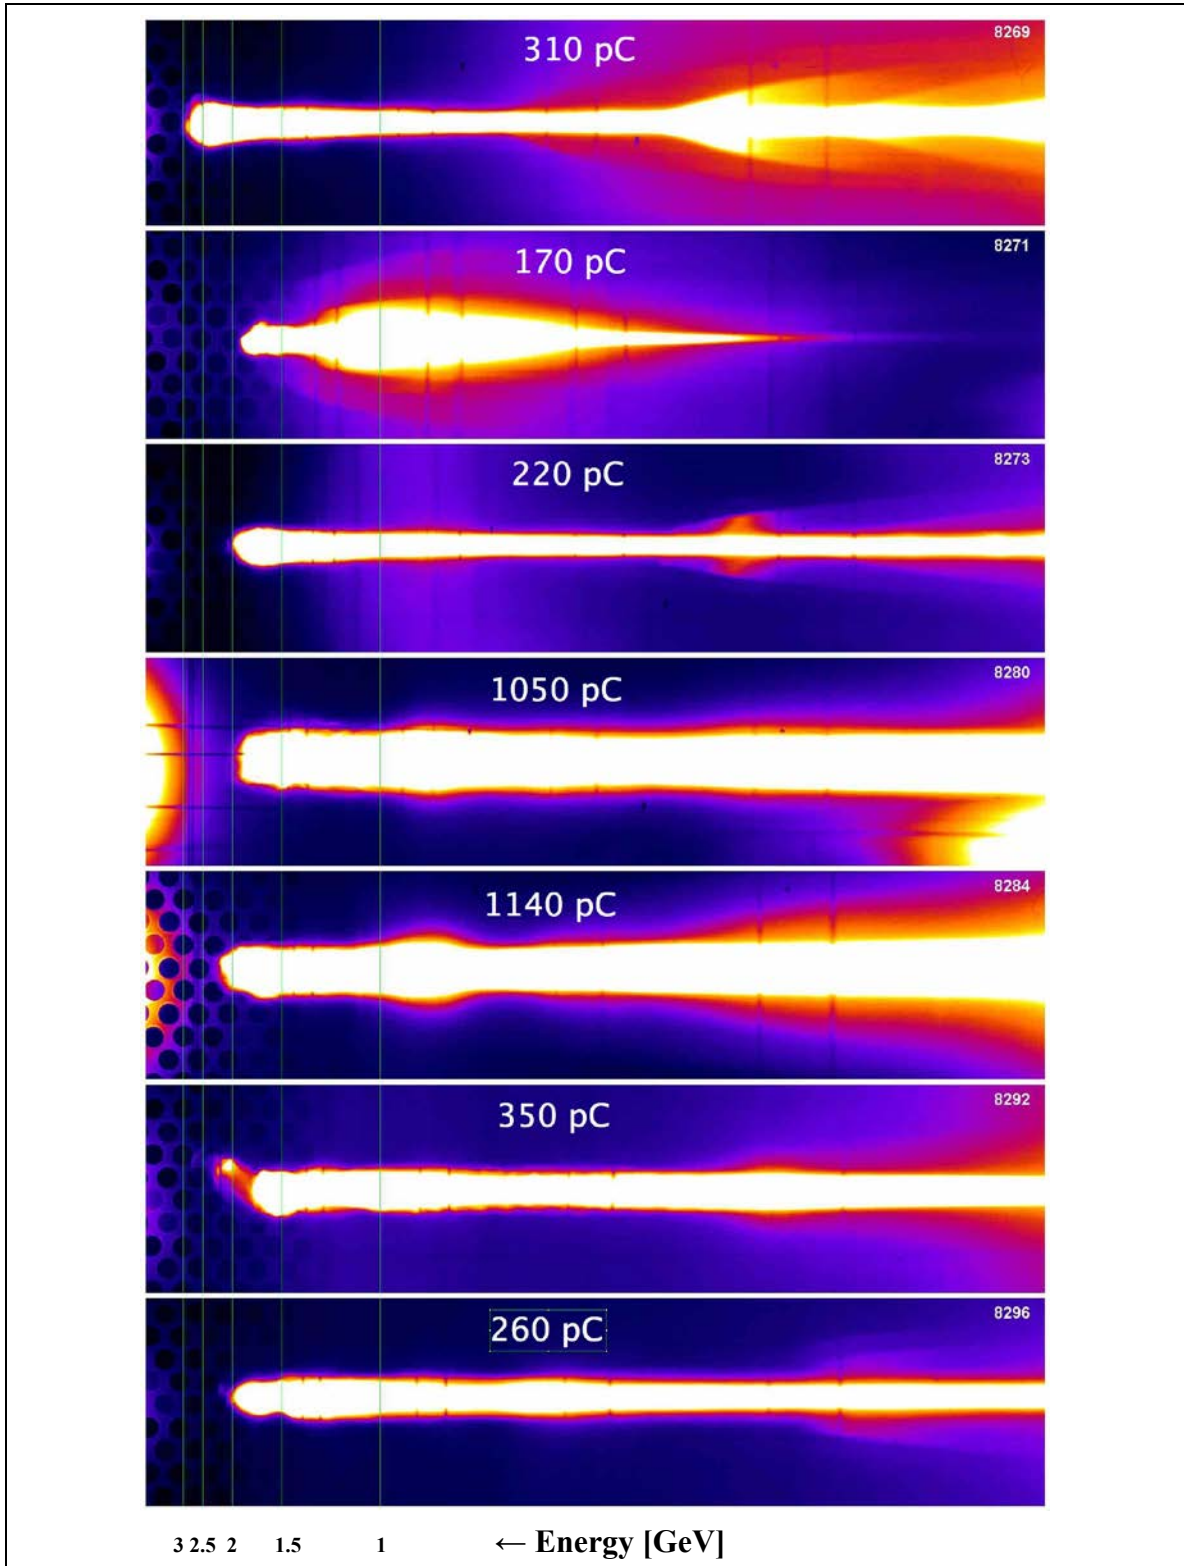 310 pC
8269
170 pC
8271
220 pC
8273
1050 pC
8280
1140 pC
8284
350 pC
8292
260 pC
8296
3 2.5 2 1.5 1 ← Energy [GeV]